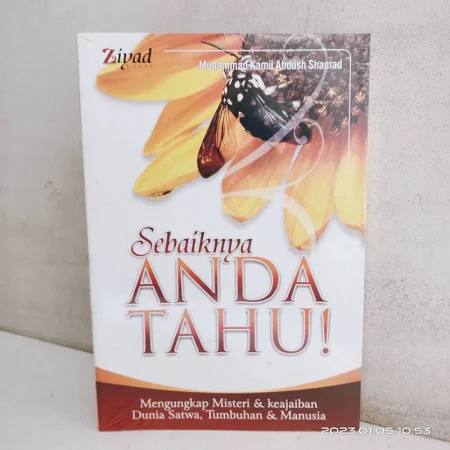 Ziyad
Muhammad Kamil Abdush Shamad
Sebaiknya
ANDA
TAHU!
Mengungkap Misteri & keajaiban
Dunia Satwa, Tumbuhan & Manusia
2023.01.05 10:53